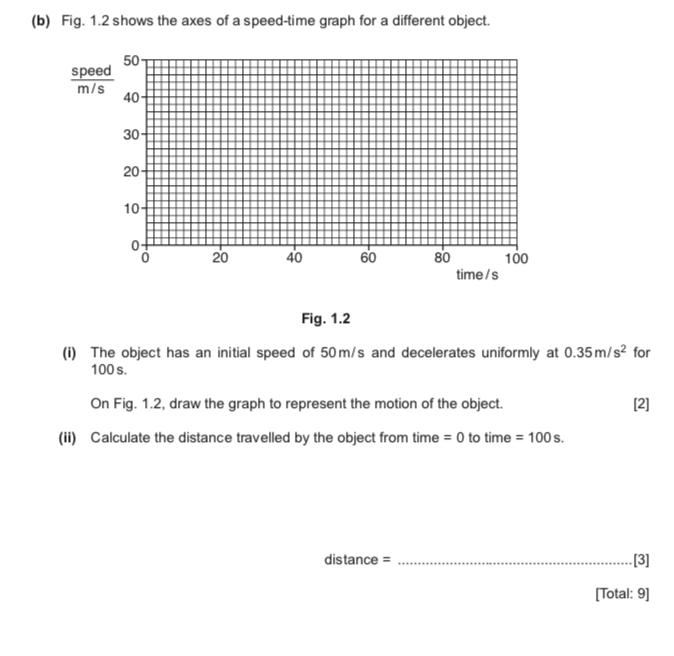 (b) Fig. 1.2 shows the axes of a speed-time graph for a different object.
50
speed
m/s
40
30
20
10
0
0 20 40 60 80 100
time/s
Fig. 1.2
(i) The object has an initial speed of 50 m/s and decelerates uniformly at 0.35 m/s² for
100 s.
On Fig. 1.2, draw the graph to represent the motion of the object. [2]
(ii) Calculate the distance travelled by the object from time = 0 to time = 100 s.
distance = ..........................................................[3]
[Total: 9]